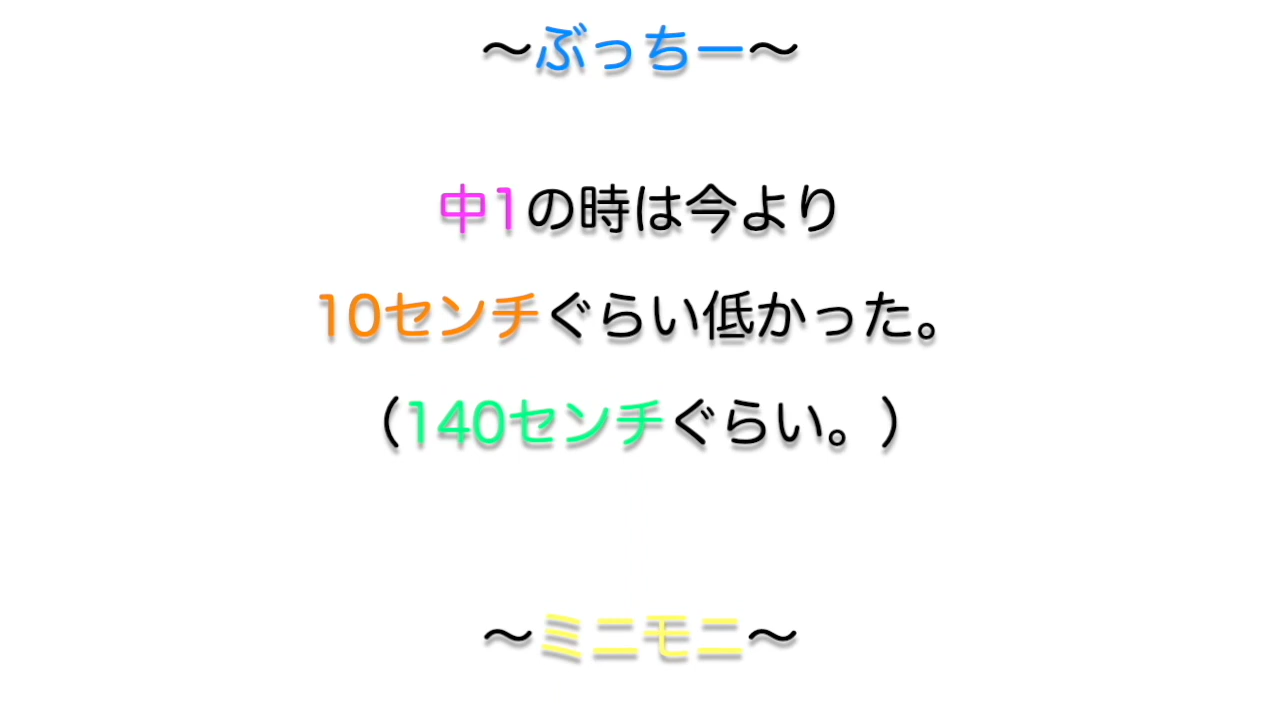 ～ぶっちー～
中1の時は今より
10センチぐらい低かった。
（140センチぐらい。）
～ミニモニ～